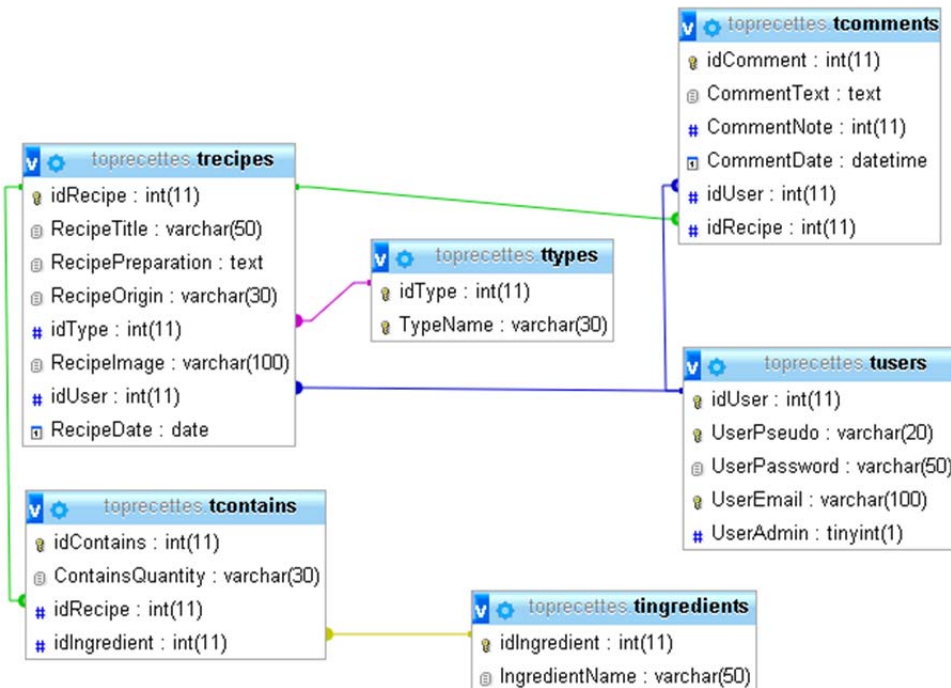 toprecettes.tcomments
idComment : int(11)
CommentText : text
CommentNote : int(11)
CommentDate : datetime
idUser : int(11)
idRecipe : int(11)
toprecettes.trecipes
idRecipe : int(11)
RecipeTitle : varchar(50)
RecipePreparation : text
RecipeOrigin : varchar(30)
idType : int(11)
RecipeImage : varchar(100)
idUser : int(11)
RecipeDate : date
toprecettes.ttypes
idType : int(11)
TypeName : varchar(30)
toprecettes.tusers
idUser : int(11)
UserPseudo : varchar(20)
UserPassword : varchar(50)
UserEmail : varchar(100)
UserAdmin : tinyint(1)
toprecettes.tcontains
idContains : int(11)
ContainsQuantity : varchar(30)
idRecipe : int(11)
idIngredient : int(11)
toprecettes.tingredients
idIngredient : int(11)
IngredientName : varchar(50)